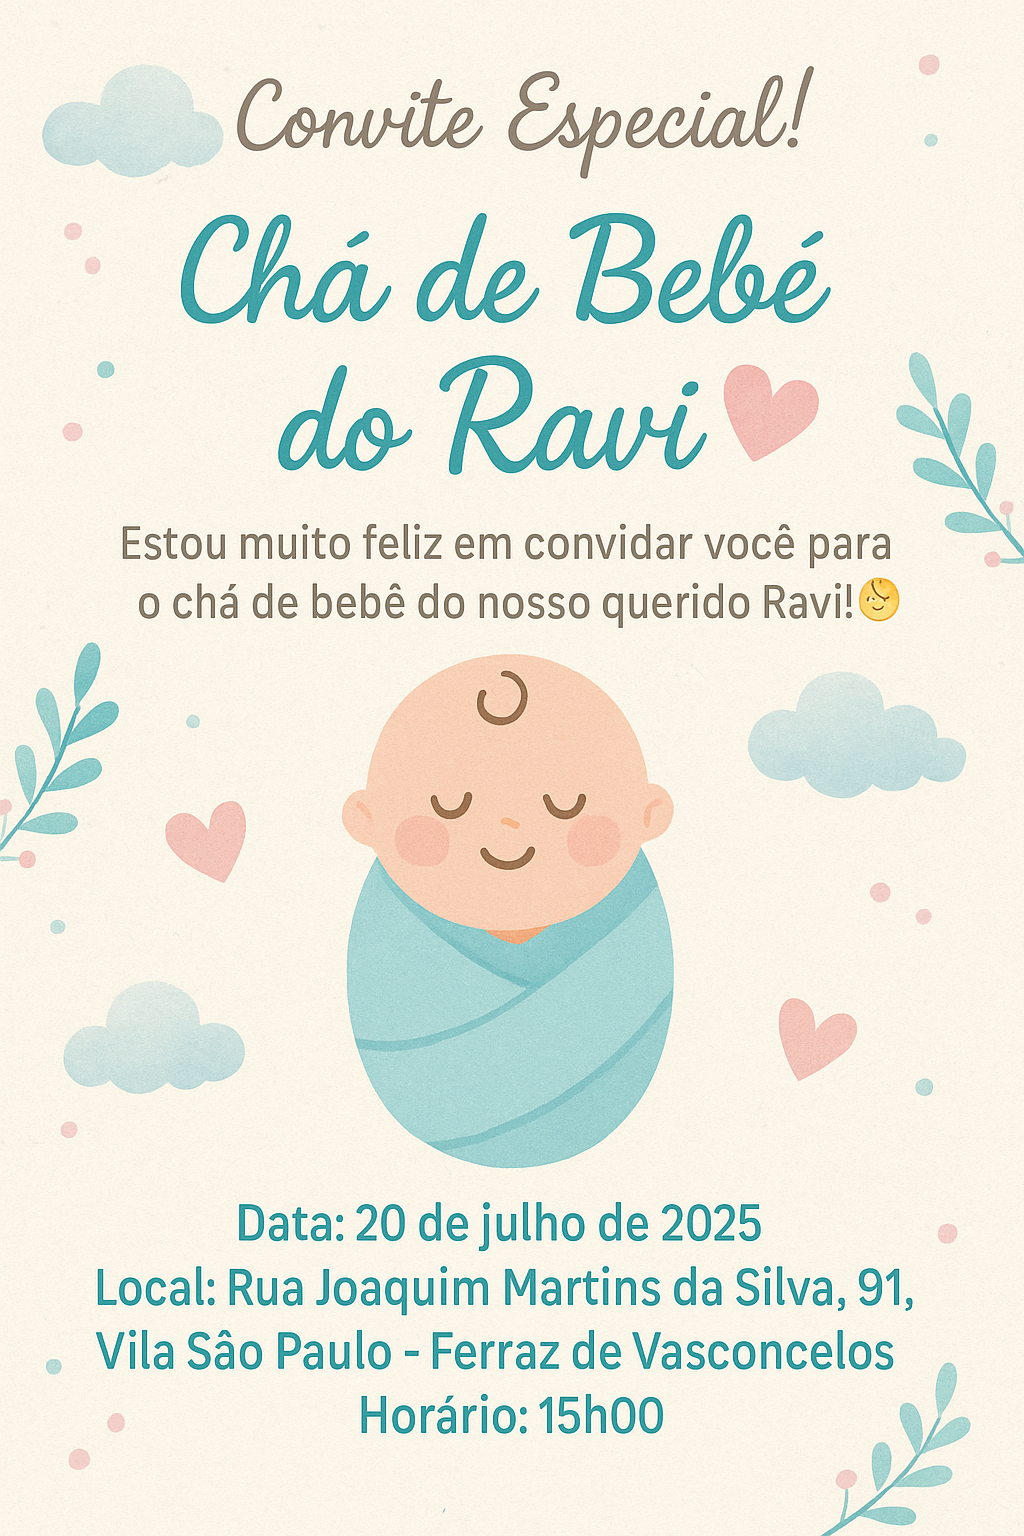 Convite Especial!
Chá de Bebé
do Ravi
Estou muito feliz em convidar você para
o chá de bebê do nosso querido Ravi!
Data: 20 de julho de 2025
Local: Rua Joaquim Martins da Silva, 91,
Vila Sâo Paulo - Ferraz de Vasconcelos
Horário: 15h00